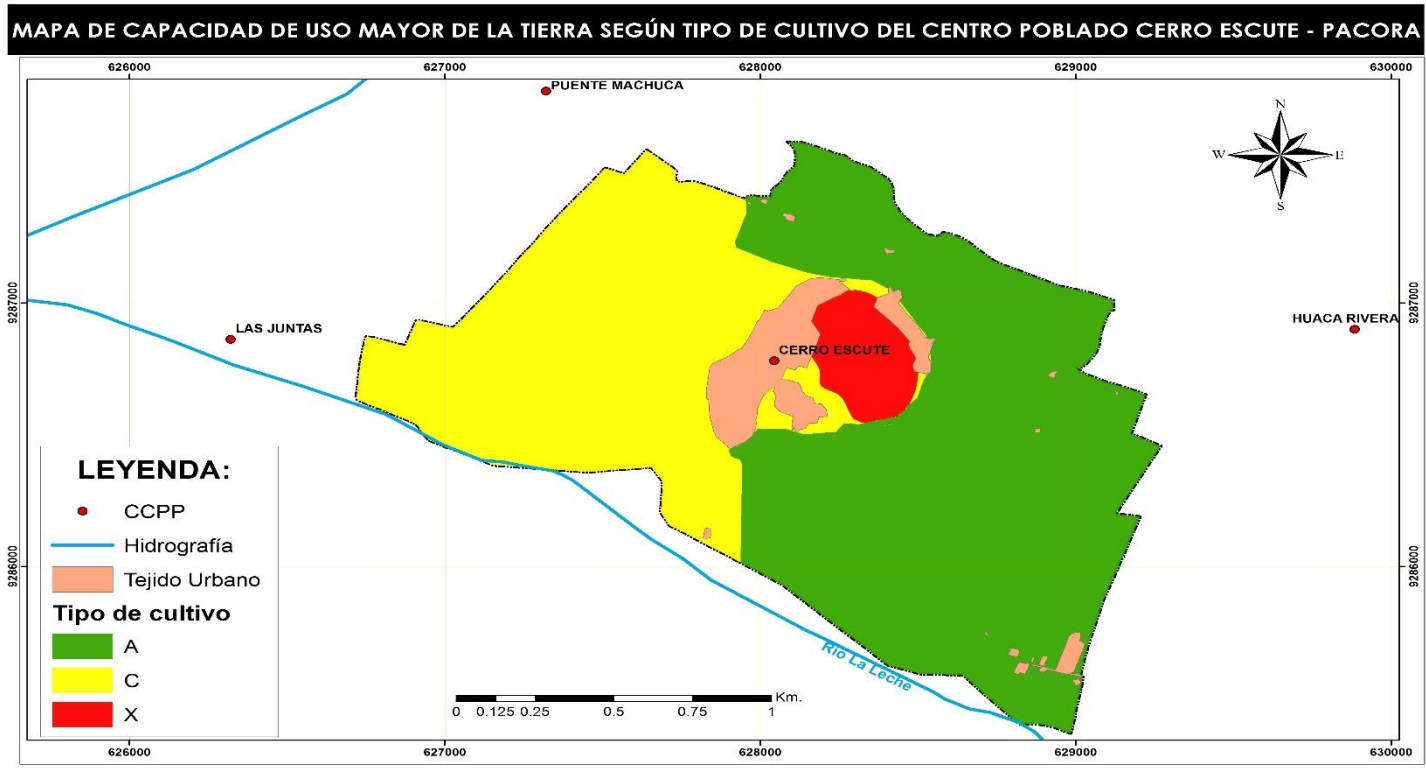 MAPA DE CAPACIDAD DE USO MAYOR DE LA TIERRA SEGÚN TIPO DE CULTIVO DEL CENTRO POBLADO CERRO ESCUTE - PACORA
626000 627000 628000 629000 630000
PUENTE MACHUCA
N
W E
S
9287000 9287000
LAS JUNTAS
HUACA RIVERA
CERRO ESCUTE
LEYENDA:
CCPP
Hidrografía
Tejido Urbano
Tipo de cultivo
A
C
X
9286000 9286000
Rio La Leche
Km.
0 0.125 0.25 0.5 0.75 1
626000 627000 628000 629000 630000